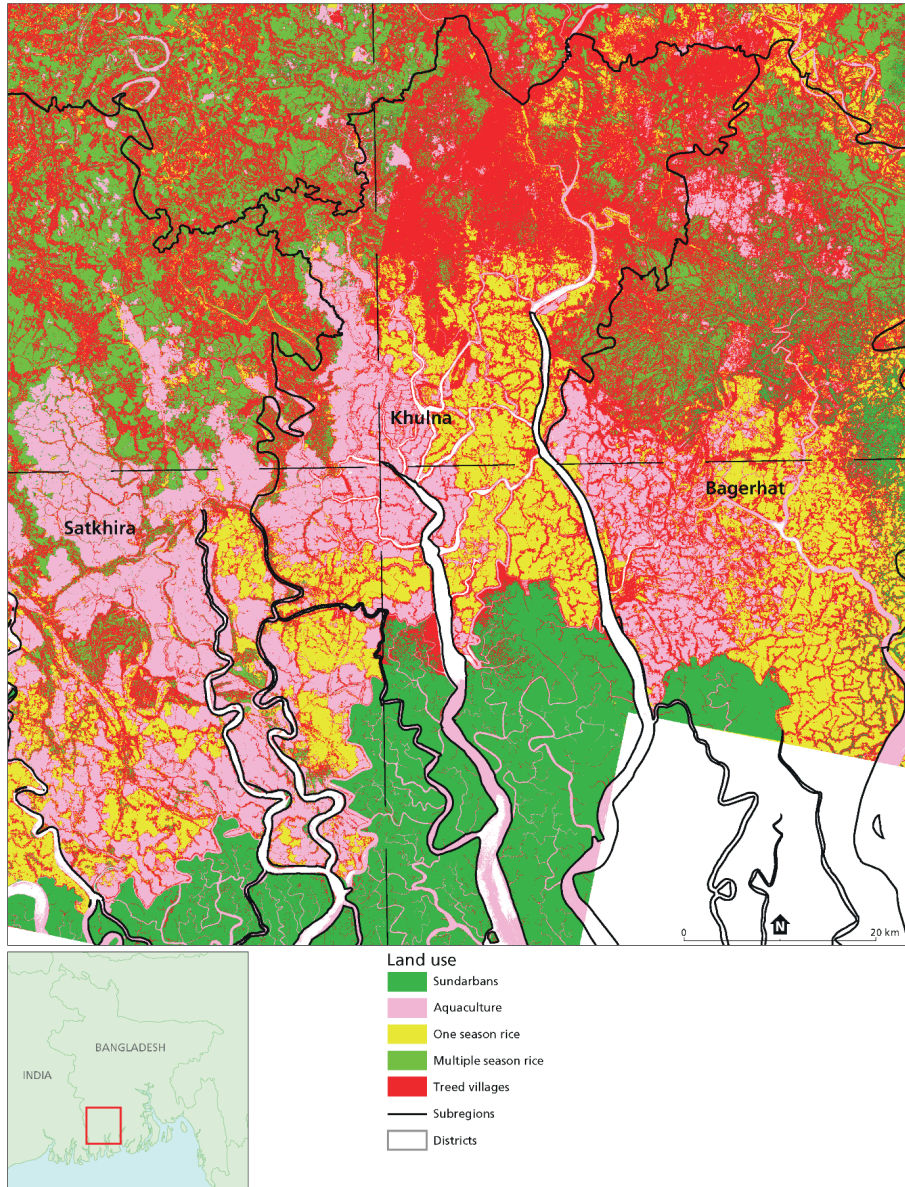 Khulna
Bagerhat
Satkhira
N
0 20 km
Land use
Sundarbans
Aquaculture
One season rice
Multiple season rice
Treed villages
Subregions
Districts
BANGLADESH
INDIA